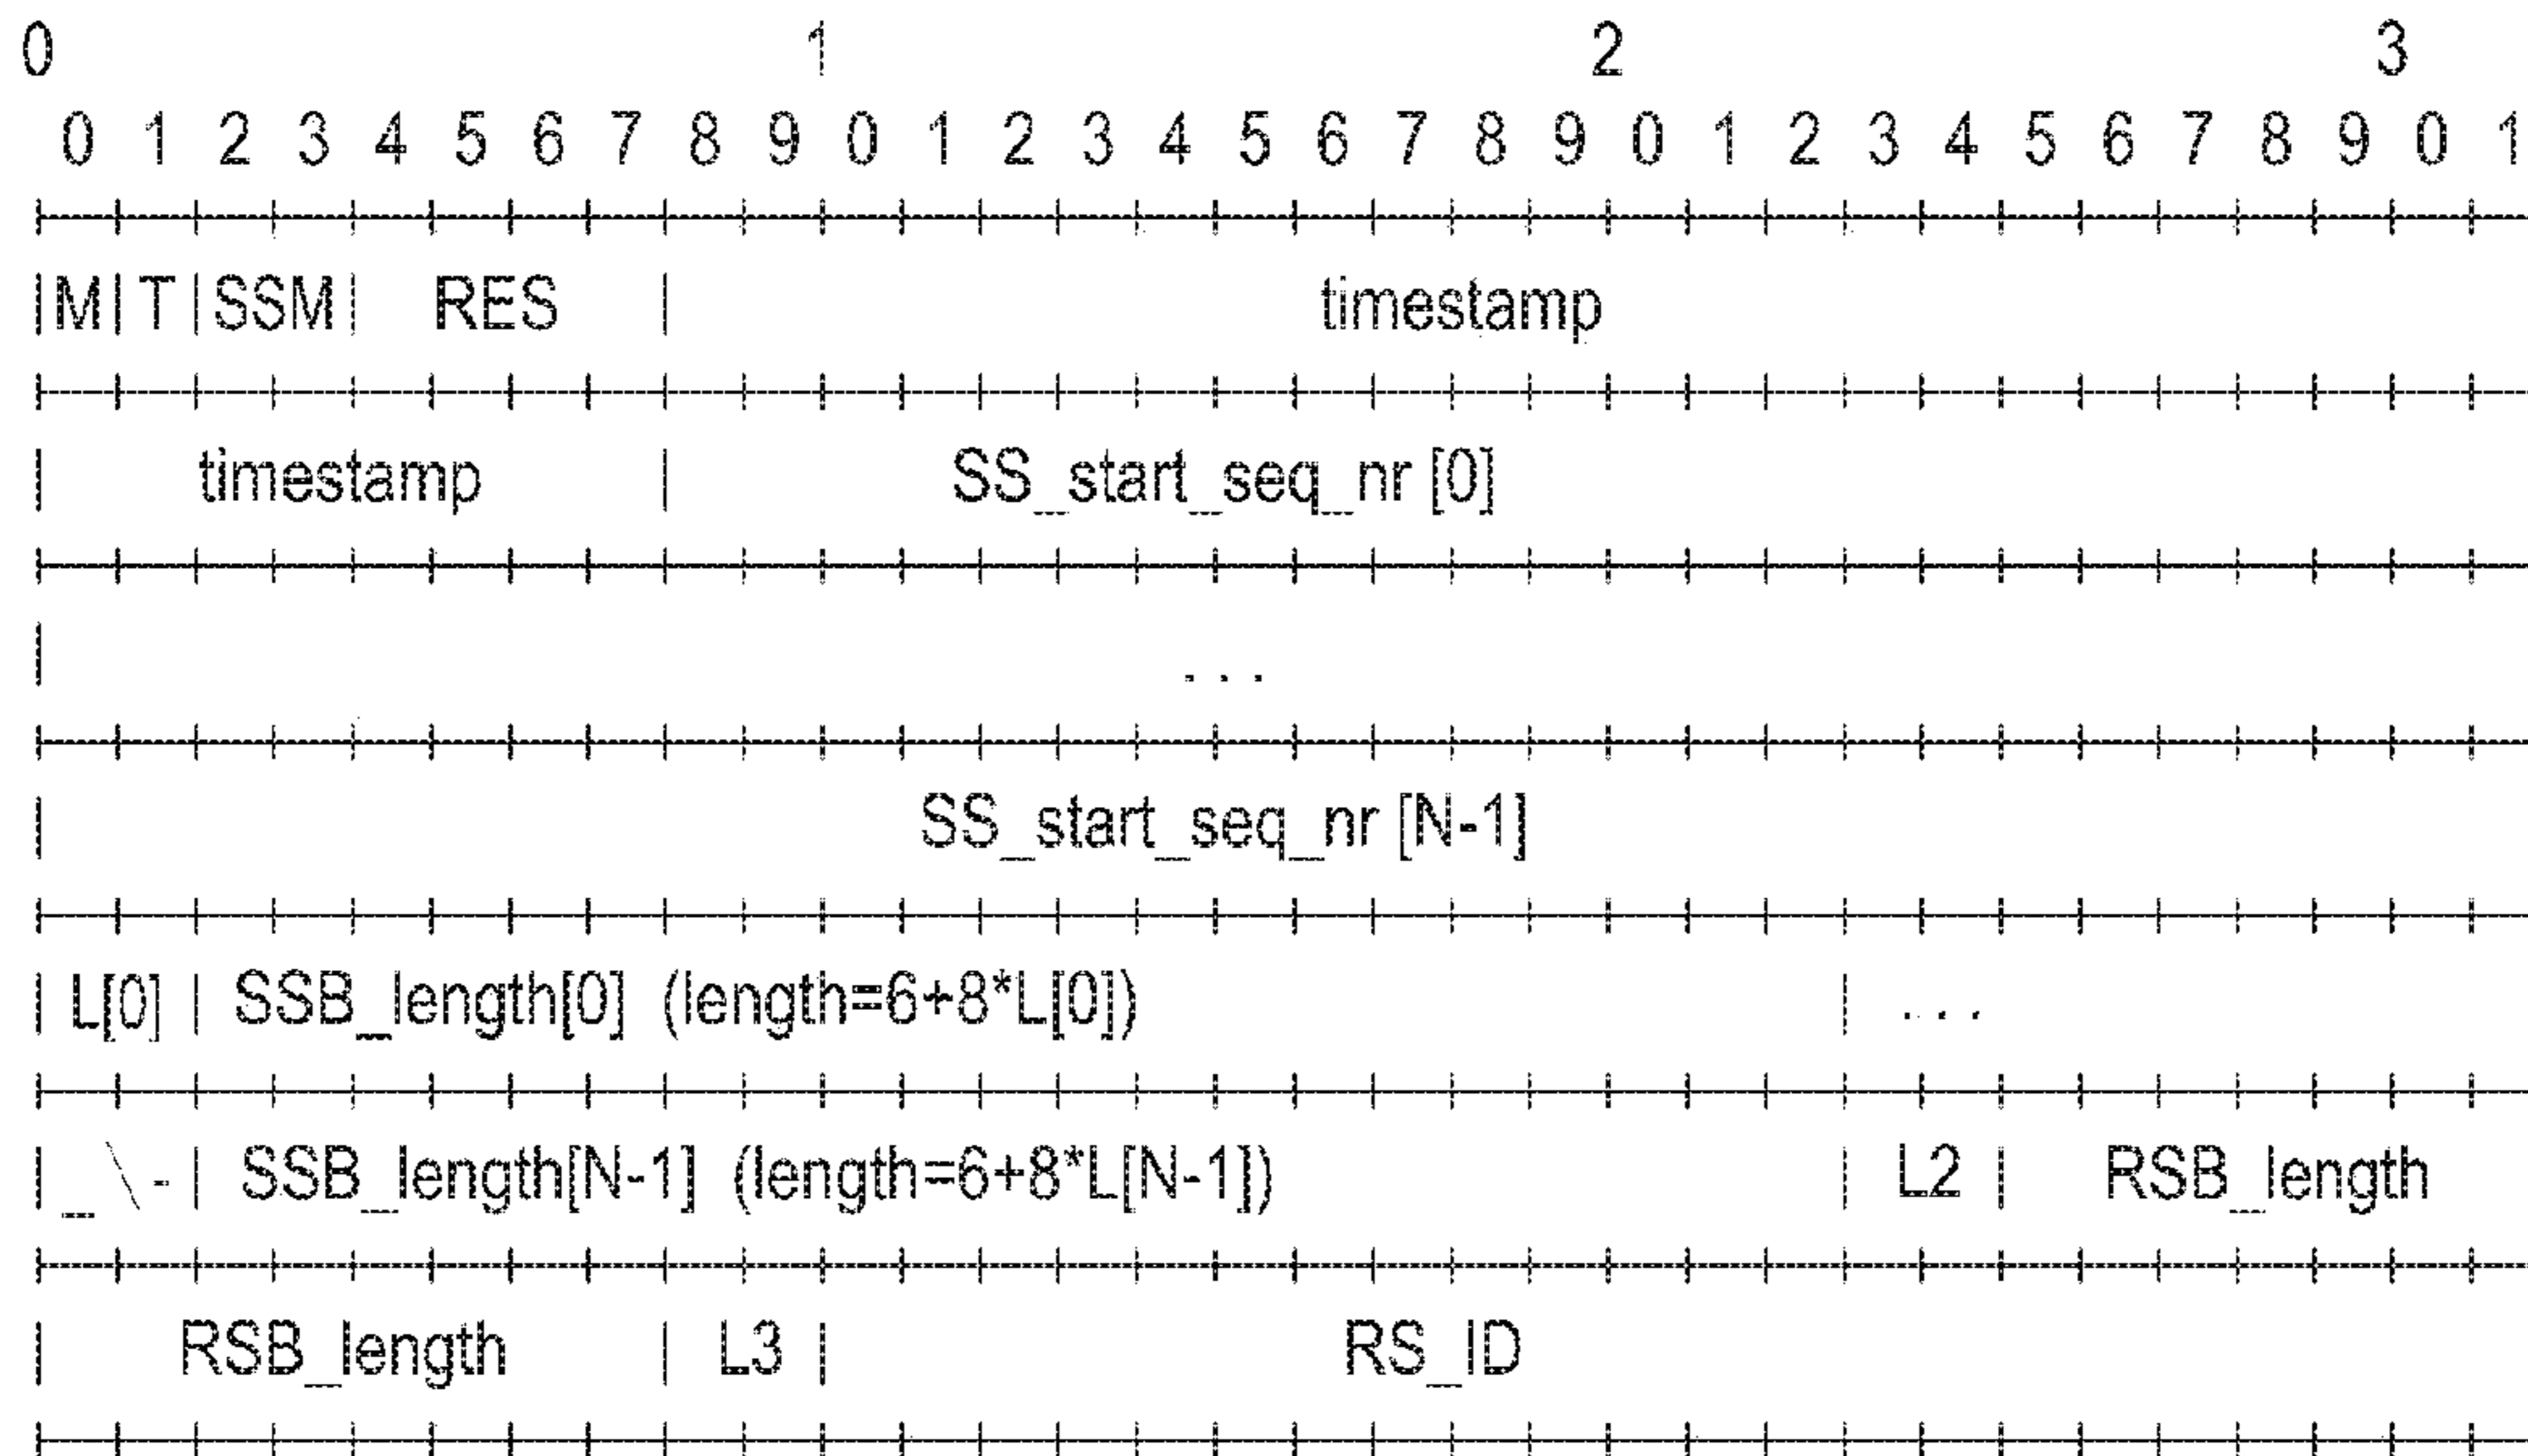 0 1 2 3
0 1 2 3 4 5 6 7 8 9 0 1 2 3 4 5 6 7 8 9 0 1 2 3 4 5 6 7 8 9 0 1
|M| T |SSM| RES | timestamp
| timestamp | SS_start_seq_nr [0]
| ...
| SS_start_seq_nr [N-1]
| L[0] | SSB_length[0] (length=6+8*L[0]) | ...
| _\- | SSB_length[N-1] (length=6+8*L[N-1]) | L2 | RSB_length
| RSB_length | L3 | RS_ID